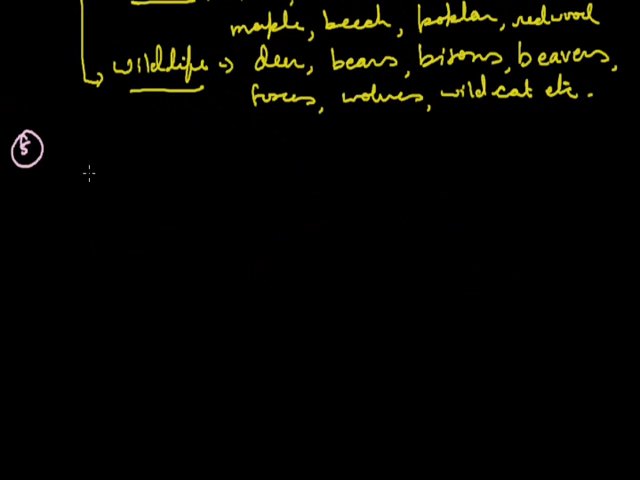 maple, beech, poplar, redwood
wildlife → deer, bears, bisons, beavers,
foxes, wolves, wild cat etc.
5